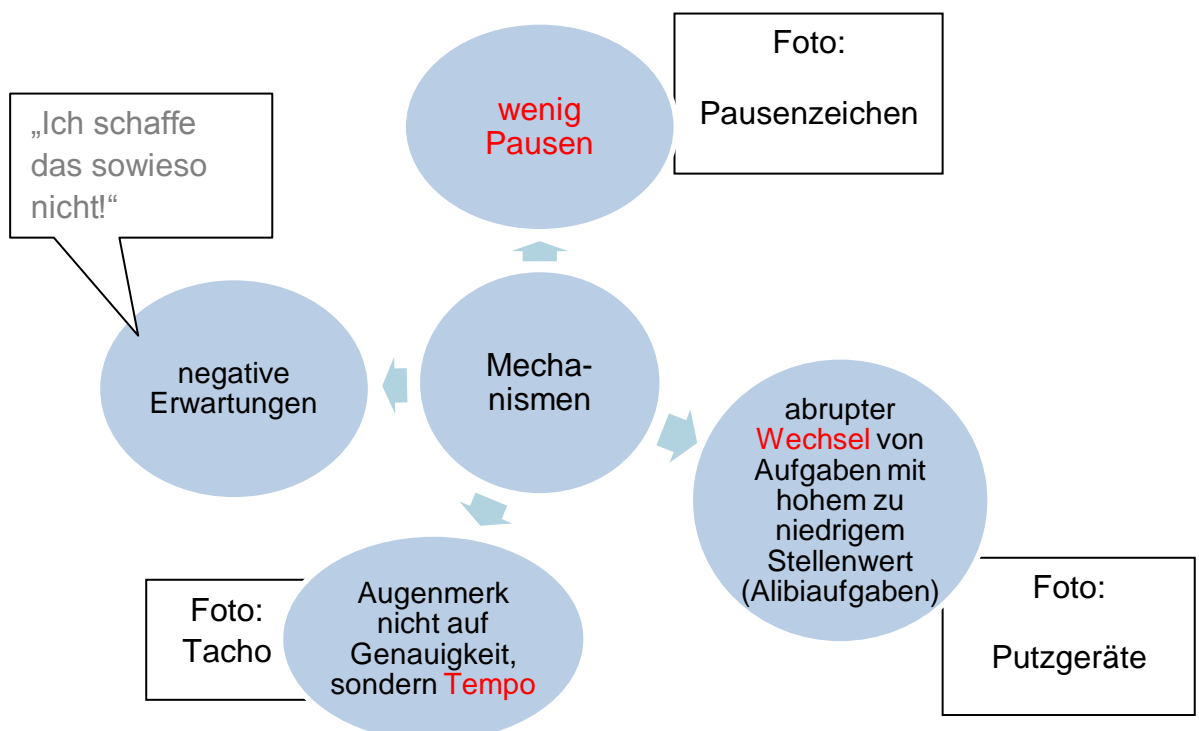 Foto:
Pausenzeichen
wenig
Pausen
„Ich schaffe
das sowieso
nicht!“
negative
Erwartungen
Mecha-
nismen
abrupter
Wechsel von
Aufgaben mit
hohem zu
niedrigem
Stellenwert
(Alibiaufgaben)
Foto:
Putzgeräte
Foto:
Tacho
Augenmerk
nicht auf
Genauigkeit,
sondern Tempo